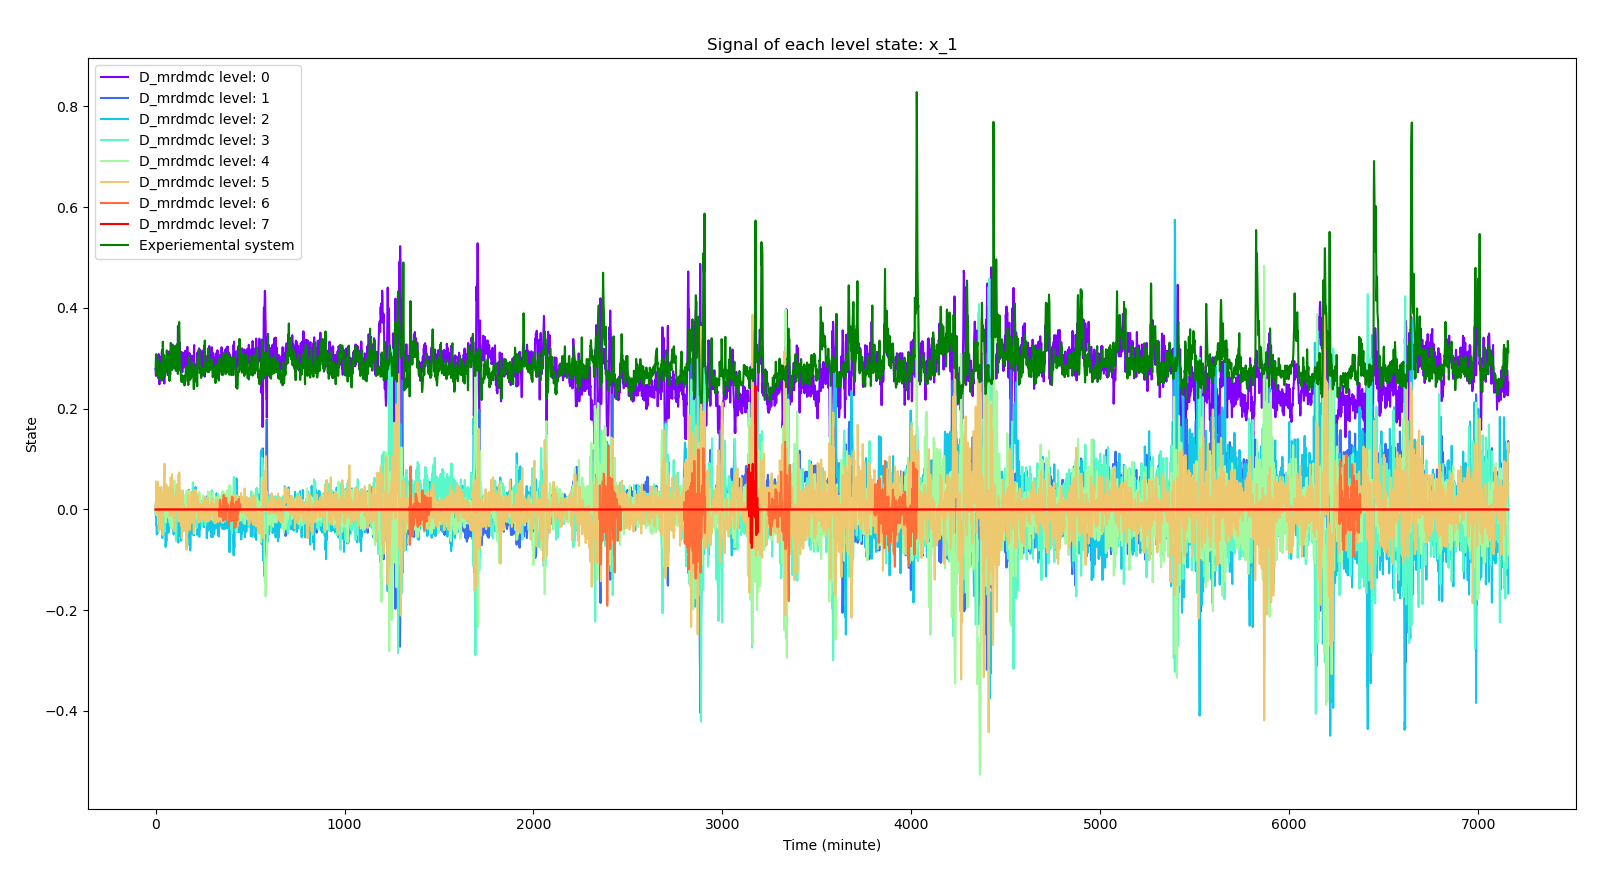 Signal of each level state: x_1
D_mrdmdc level: 0
D_mrdmdc level: 1
D_mrdmdc level: 2
D_mrdmdc level: 3
D_mrdmdc level: 4
D_mrdmdc level: 5
D_mrdmdc level: 6
D_mrdmdc level: 7
Experiemental system
State
0.8
0.6
0.4
0.2
0.0
−0.2
−0.4
0 1000 2000 3000 4000 5000 6000 7000
Time (minute)